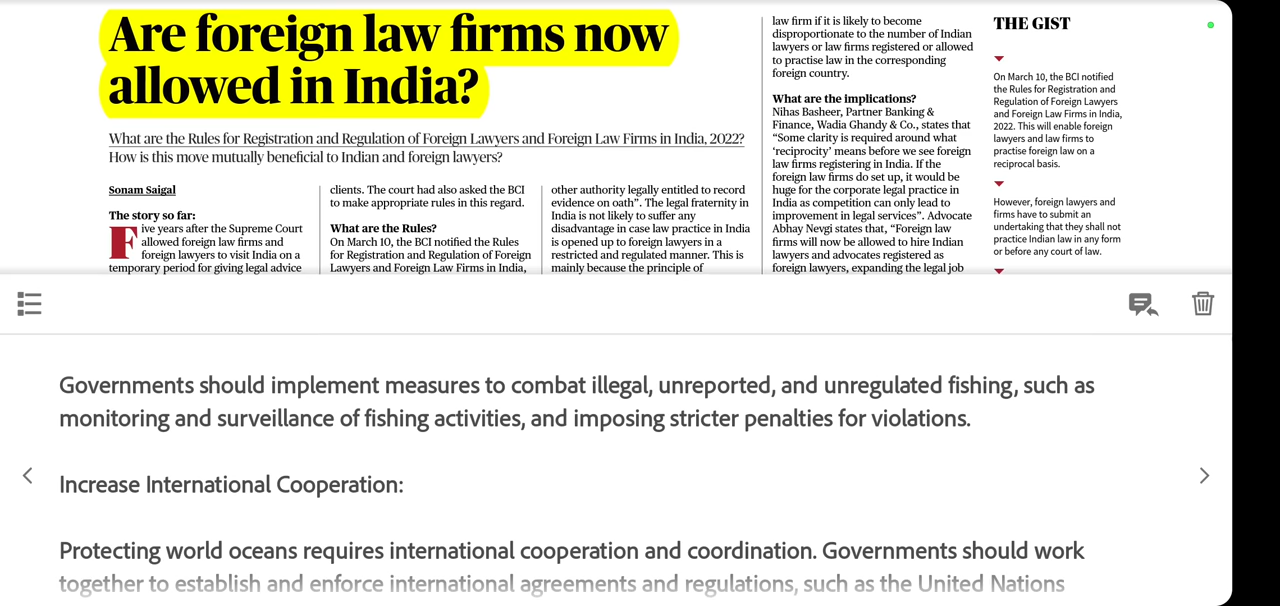 Are foreign law firms now
allowed in India?
What are the Rules for Registration and Regulation of Foreign Lawyers and Foreign Law Firms in India, 2022?
How is this move mutually beneficial to Indian and foreign lawyers?
Sonam Saigal
The story so far:
Five years after the Supreme Court
allowed foreign law firms and
foreign lawyers to visit India on a
temporary period for giving legal advice
clients. The court had also asked the BCI
to make appropriate rules in this regard.
What are the Rules?
On March 10, the BCI notified the Rules
for Registration and Regulation of Foreign
Lawyers and Foreign Law Firms in India,
other authority legally entitled to record
evidence on oath”. The legal fraternity in
India is not likely to suffer any
disadvantage in case law practice in India
is opened up to foreign lawyers in a
restricted and regulated manner. This is
mainly because the principle of
law firm if it is likely to become
disproportionate to the number of Indian
lawyers or law firms registered or allowed
to practise law in the corresponding
foreign country.
What are the implications?
Nihas Basheer, Partner Banking &
Finance, Wadia Ghandy & Co., states that
“Some clarity is required around what
‘reciprocity’ means before we see foreign
law firms registering in India. If the
foreign law firms do set up, it would be
huge for the corporate legal practice in
India as competition can only lead to
improvement in legal services”. Advocate
Abhay Nevgi states that, “Foreign law
firms will now be allowed to hire Indian
lawyers and advocates registered as
foreign lawyers, expanding the legal job
THE GIST
On March 10, the BCI notified
the Rules for Registration and
Regulation of Foreign Lawyers
and Foreign Law Firms in India,
2022. This will enable foreign
lawyers and law firms to
practise foreign law on a
reciprocal basis.
However, foreign lawyers and
firms have to submit an
undertaking that they shall not
practice Indian law in any form
or before any court of law.
Governments should implement measures to combat illegal, unreported, and unregulated fishing, such as
monitoring and surveillance of fishing activities, and imposing stricter penalties for violations.
Increase International Cooperation:
Protecting world oceans requires international cooperation and coordination. Governments should work
together to establish and enforce international agreements and regulations, such as the United Nations